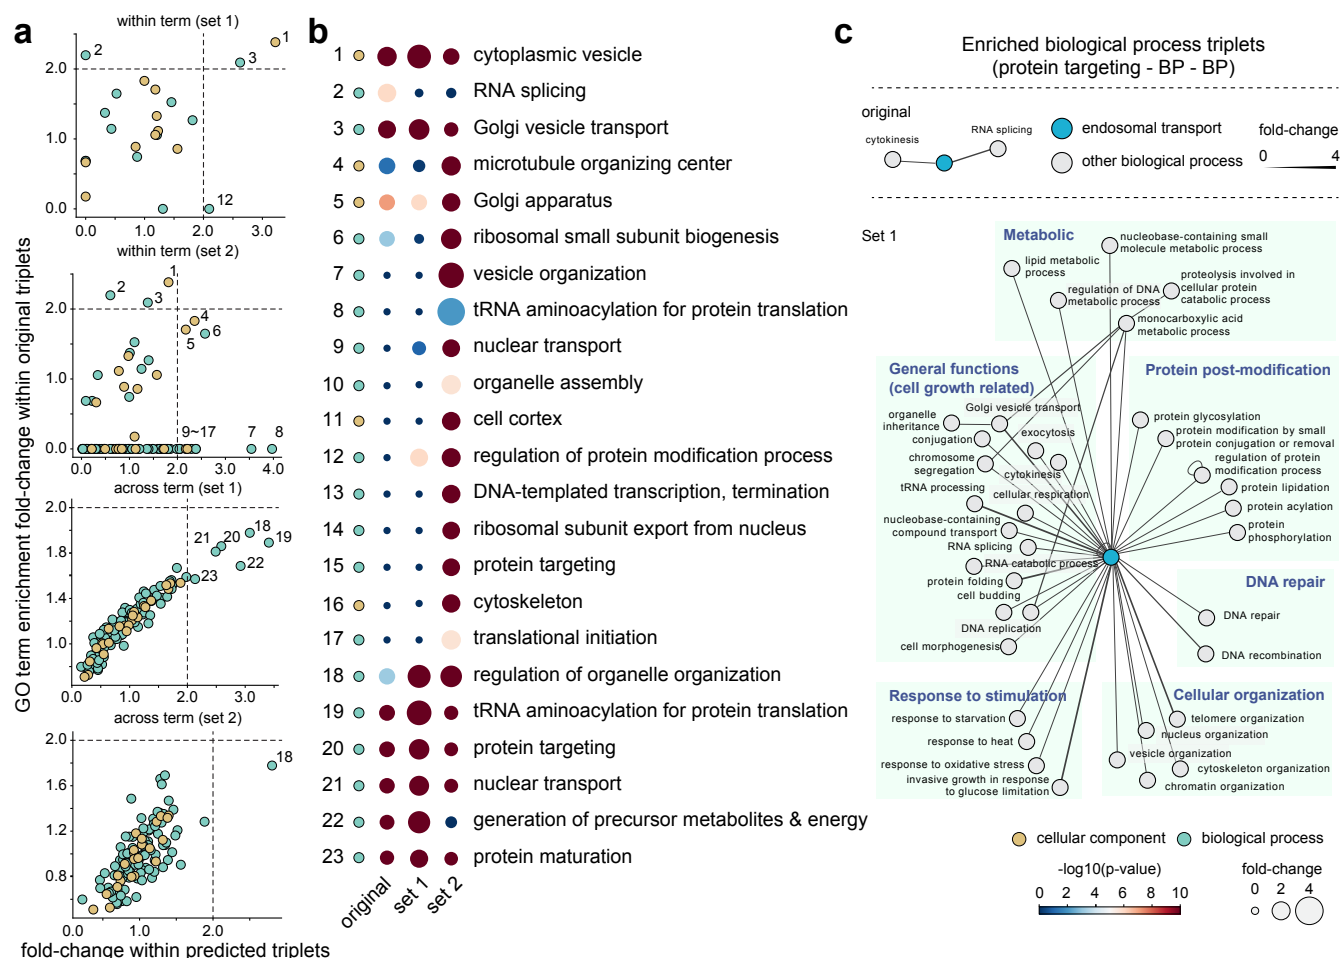 a
GO term enrichment fold-change within original triplets
within term (set 1)
2.0
1.0
0.0
2
1
3
12
0.0 1.0 2.0 3.0
within term (set 2)
2.0
1.0
0.0
1
2
3
4
5
6
9~17
7
8
0.0 1.0 2.0 3.0 4.0
across term (set 1)
2.0
1.8
1.4
1.0
18
19
20
21
22
23
0.0 1.0 2.0 3.0
across term (set 2)
2.0
1.6
1.2
0.8
18
0.0 1.0 2.0
fold-change within predicted triplets
b
1 cytoplasmic vesicle
2 RNA splicing
3 Golgi vesicle transport
4 microtubule organizing center
5 Golgi apparatus
6 ribosomal small subunit biogenesis
7 vesicle organization
8 tRNA aminoacylation for protein translation
9 nuclear transport
10 organelle assembly
11 cell cortex
12 regulation of protein modification process
13 DNA-templated transcription, termination
14 ribosomal subunit export from nucleus
15 protein targeting
16 cytoskeleton
17 translational initiation
18 regulation of organelle organization
19 tRNA aminoacylation for protein translation
20 protein targeting
21 nuclear transport
22 generation of precursor metabolites & energy
23 protein maturation
original set 1 set 2
c
Enriched biological process triplets
(protein targeting - BP - BP)
original
cytokinesis
RNA splicing
endosomal transport
other biological process
fold-change
0 4
Set 1
Metabolic
nucleobase-containing small
molecule metabolic process
lipid metabolic
process
regulation of DNA
metabolic process
proteolysis involved in
cellular protein
catabolic process
monocarboxylic acid
metabolic process
General functions
(cell growth related)
organelle
inheritance
Golgi vesicle transport
conjugation
exocytosis
chromosome
segregation
cytokinesis
tRNA processing
cellular respiration
nucleobase-containing
compound transport
RNA splicing
RNA catabolic process
protein folding
cell budding
DNA replication
cell morphogenesis
Protein post-modification
protein glycosylation
protein modification by small
protein conjugation or removal
regulation of protein
modification process
protein lipidation
protein acylation
protein
phosphorylation
DNA repair
DNA repair
DNA recombination
Response to stimulation
response to starvation
response to heat
response to oxidative stress
invasive growth in response
to glucose limitation
Cellular organization
telomere organization
nucleus organization
vesicle organization
cytoskeleton organization
chromatin organization
cellular component
biological process
-log10(p-value)
0 2 4 6 8 10
fold-change
0 2 4